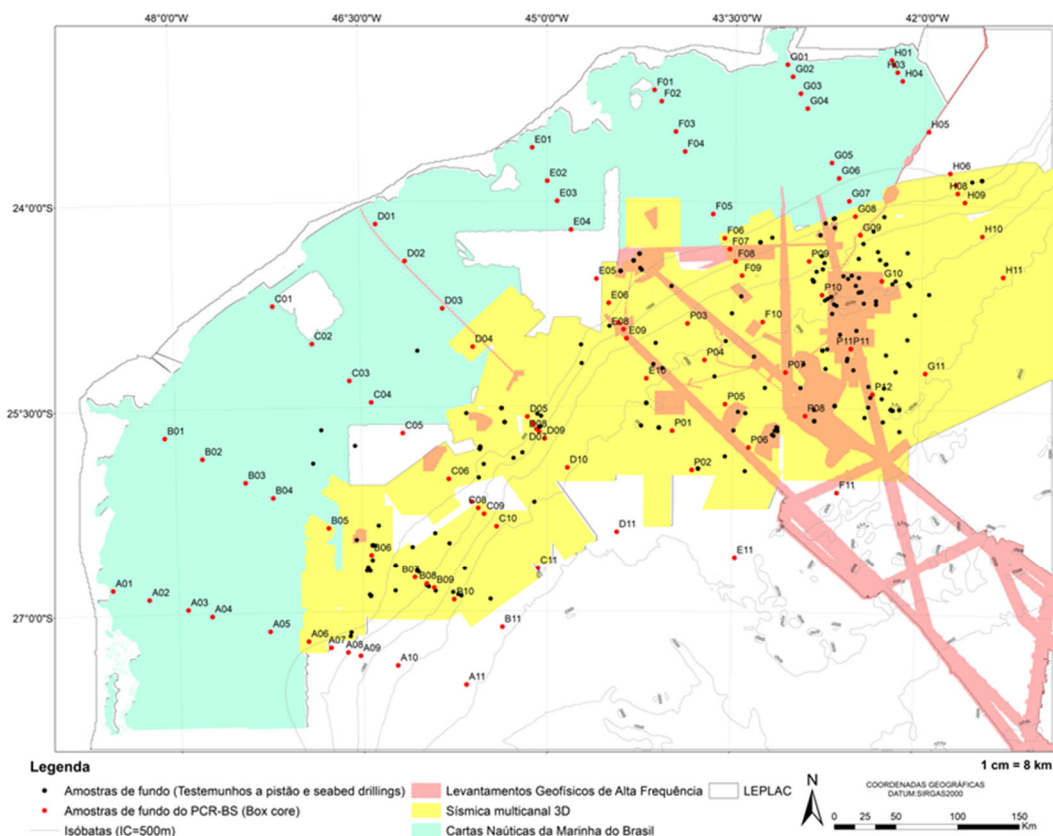 48°0'0"W 46°30'0"W 45°0'0"W 43°30'0"W 42°0'0"W
G01 H01
G02 H03
F01 G03 H04
F02 G04
F03 H05
E01 F04
G05
E02 G06 H06
E03 G07 H08
24°0'0"S F05 G08 H09
D01 E04 F06 G09 H10
F07
D02 F08 P09
E05 F09 G10 H11
C01 D03 E06 P10
E08 P03 F10
C02 D04 E09 P11 P11
P04
C03 E10 P07 G11
C04 P05 P12
25°30'0"S D05 P08
B01 C05 D09 P01
D07 P06
B02 D10 P02
B03 C06
B04 F11
C08
B05 C09
C10 D11
B06 E11
B07 C11
A01 B08 B09
A02 B10
27°0'0"S A03
A04 B11
A05 A06
A07
A08 A09
A10
A11
Legenda 1 cm = 8 km
Amostras de fundo (Testemunhos a pistão e seabed drillings)
Amostras de fundo do PCR-BS (Box core)
Isóbatas (IC=500m)
Levantamentos Geofísicos de Alta Frequência
Sísmica multicanal 3D
Cartas Naúticas da Marinha do Brasil
LEPLAC
N
COORDENADAS GEOGRÁFICAS
DATUM:SIRGAS2000
0 25 50 100 150
Km